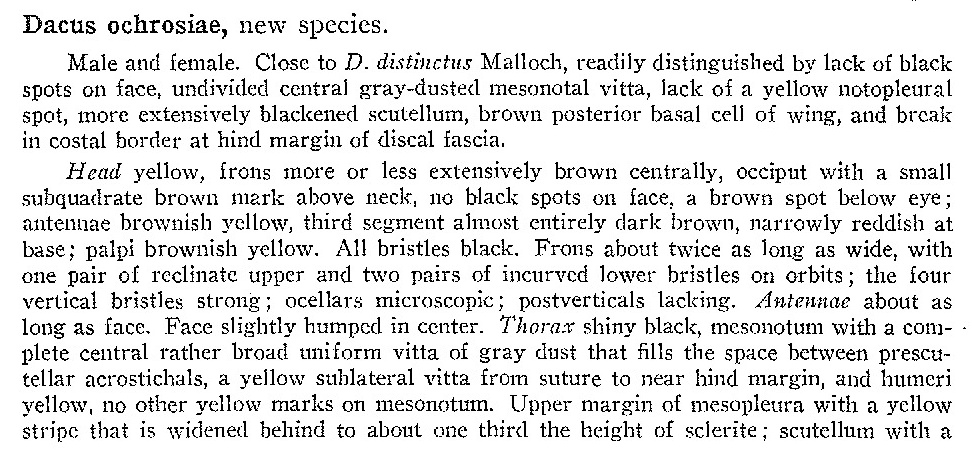 Dacus ochrosiae, new species.
Male and female. Close to D. distinctus Malloch, readily distinguished by lack of black
spots on face, undivided central gray-dusted mesonotal vitta, lack of a yellow notopleural
spot, more extensively blackened scutellum, brown posterior basal cell of wing, and break
in costal border at hind margin of discal fascia.
Head yellow, frons more or less extensively brown centrally, occiput with a small
subquadrate brown mark above neck, no black spots on face, a brown spot below eye;
antennae brownish yellow, third segment almost entirely dark brown, narrowly reddish at
base; palpi brownish yellow. All bristles black. Frons about twice as long as wide, with
one pair of reclinate upper and two pairs of incurved lower bristles on orbits; the four
vertical bristles strong; ocellars microscopic; postverticals lacking. Antennae about as
long as face. Face slightly humped in center. Thorax shiny black, mesonotum with a com-
plete central rather broad uniform vitta of gray dust that fills the space between prescu-
tellar acrostichals, a yellow sublateral vitta from suture to near hind margin, and humeri
yellow, no other yellow marks on mesonotum. Upper margin of mesopleura with a yellow
stripe that is widened behind to about one third the height of sclerite; scutellum with a